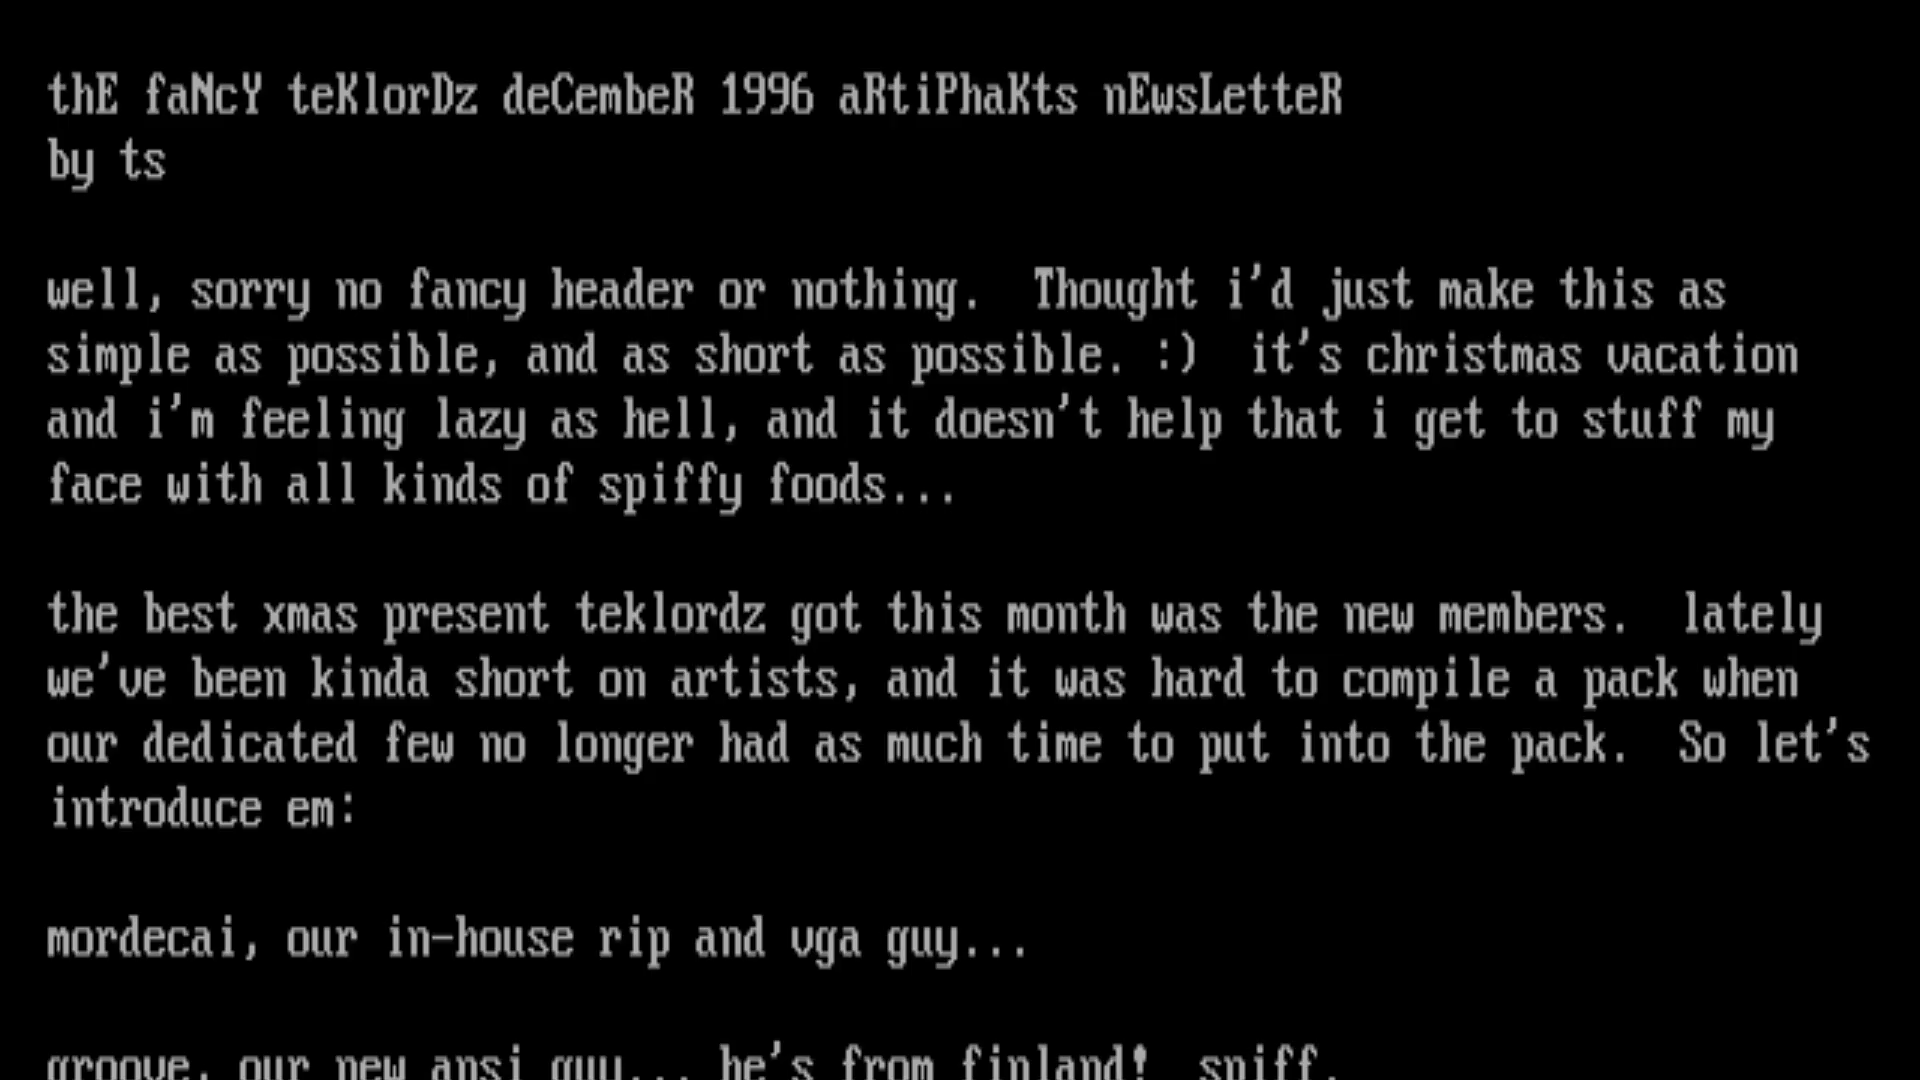 thE faNcY teKlorDz deCembeR 1996 aRtiPhaKts nEwsLetteR
by ts
well, sorry no fancy header or nothing.  Thought i'd just make this as
simple as possible, and as short as possible. :)  it's christmas vacation
and i'm feeling lazy as hell, and it doesn't help that i get to stuff my
face with all kinds of spiffy foods...
the best xmas present teklordz got this month was the new members.  lately
we've been kinda short on artists, and it was hard to compile a pack when
our dedicated few no longer had as much time to put into the pack.  So let's
introduce em:
mordecai, our in-house rip and vga guy...
groove, our new ansi guy... he's from finland!  sniff.